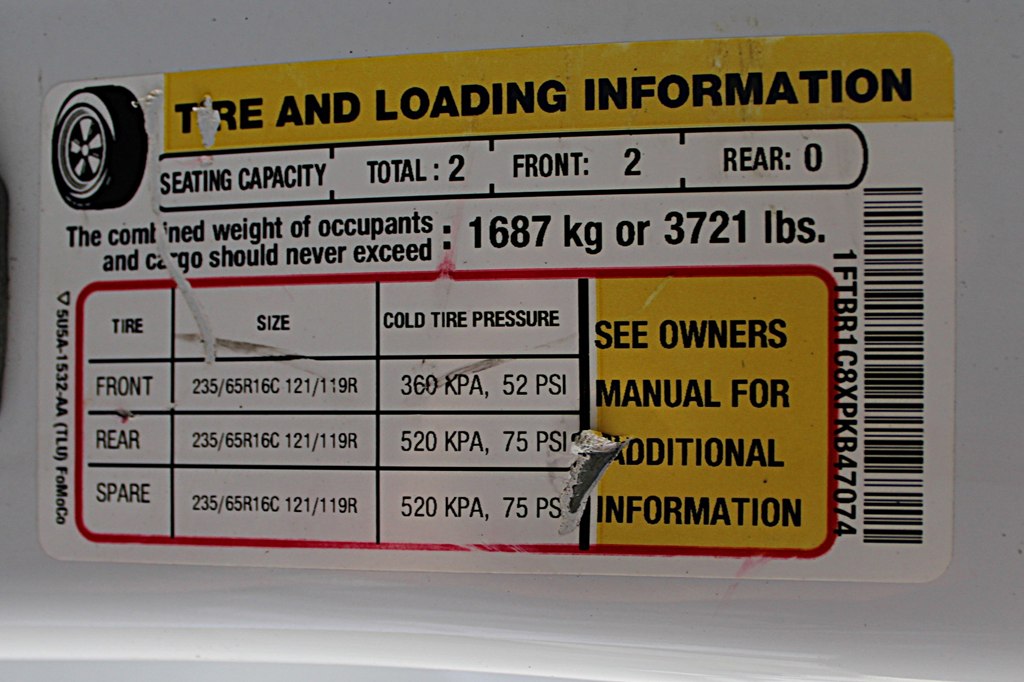 TIRE AND LOADING INFORMATION
SEATING CAPACITY TOTAL : 2 FRONT: 2 REAR: 0
The combined weight of occupants
and cargo should never exceed : 1687 kg or 3721 lbs.
TIRE SIZE COLD TIRE PRESSURE
FRONT 235/65R16C 121/119R 360 KPA, 52 PSI
REAR 235/65R16C 121/119R 520 KPA, 75 PSI
SPARE 235/65R16C 121/119R 520 KPA, 75 PSI
SEE OWNERS
MANUAL FOR
ADDITIONAL
INFORMATION
1FTBR1C8XPKB47074
5U5A-1532-AA (TLU) FoMoCo